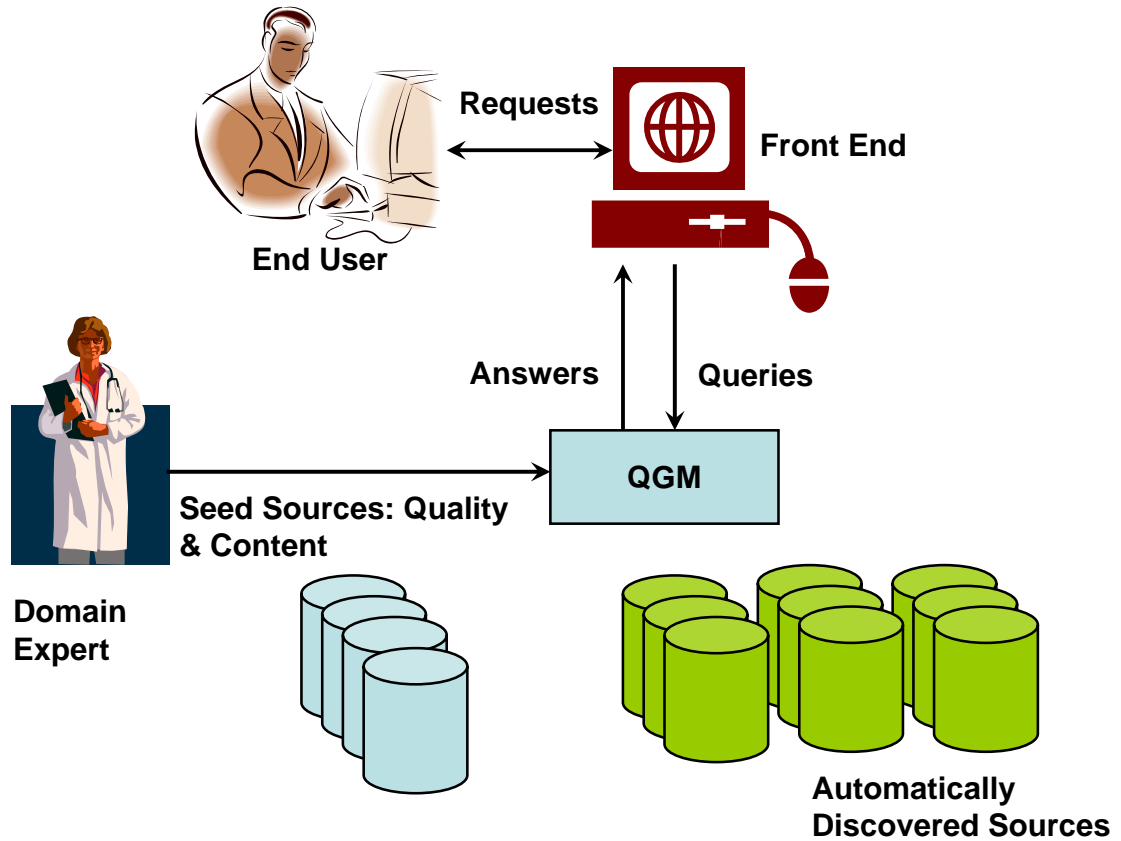 Requests
Front End
End User
Answers
Queries
QGM
Seed Sources: Quality
& Content
Domain
Expert
Automatically
Discovered Sources